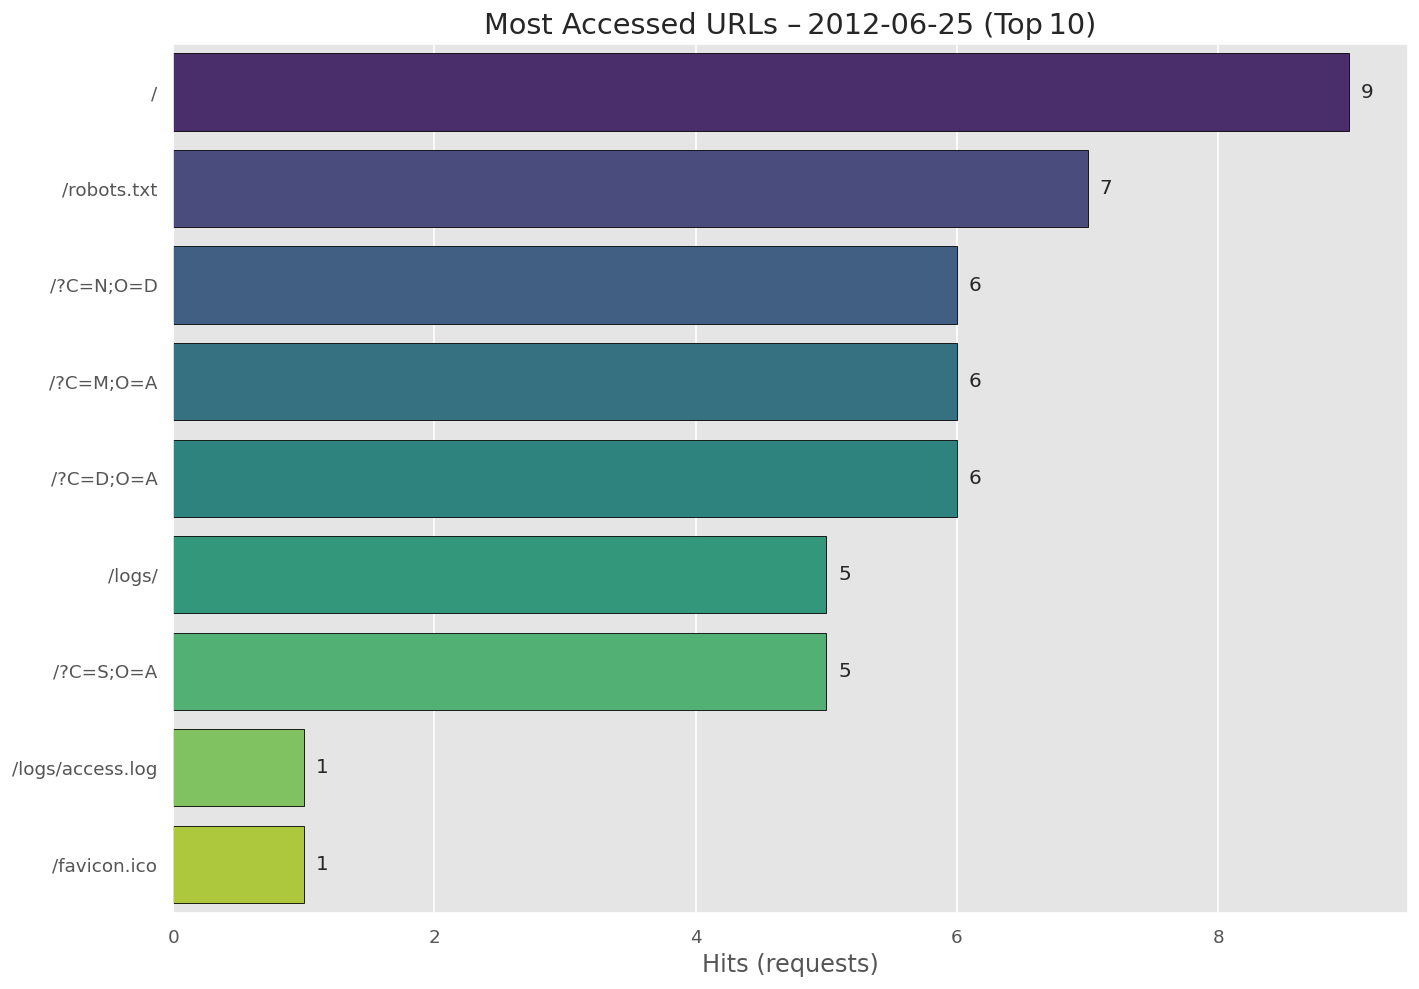 Most Accessed URLs – 2012-06-25 (Top 10)
/
9
/robots.txt
7
/?C=N;O=D
6
/?C=M;O=A
6
/?C=D;O=A
6
/logs/
5
/?C=S;O=A
5
/logs/access.log
1
/favicon.ico
1
0 2 4 6 8
Hits (requests)